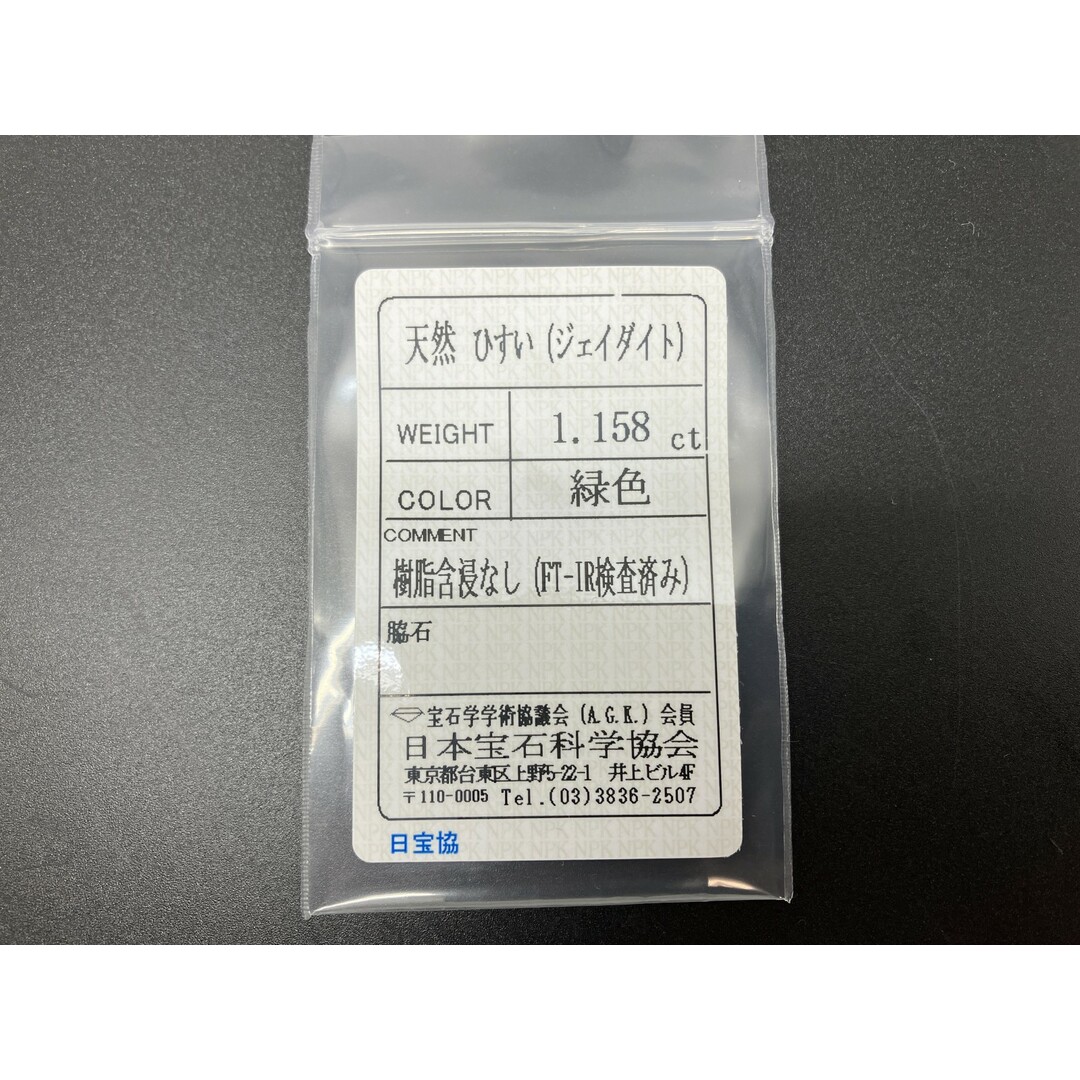 天然 ひすい (ジェイダイト)
WEIGHT 1.158 ct
COLOR 緑色
COMMENT
樹脂含浸なし (FT-IR検査済み)
脇石
宝石学学術協議会 (A.G.K.) 会員
日本宝石科学協会
東京都台東区上野5-22-1 井上ビル4F
〒110-0005 Tel.(03)3836-2507
日宝協